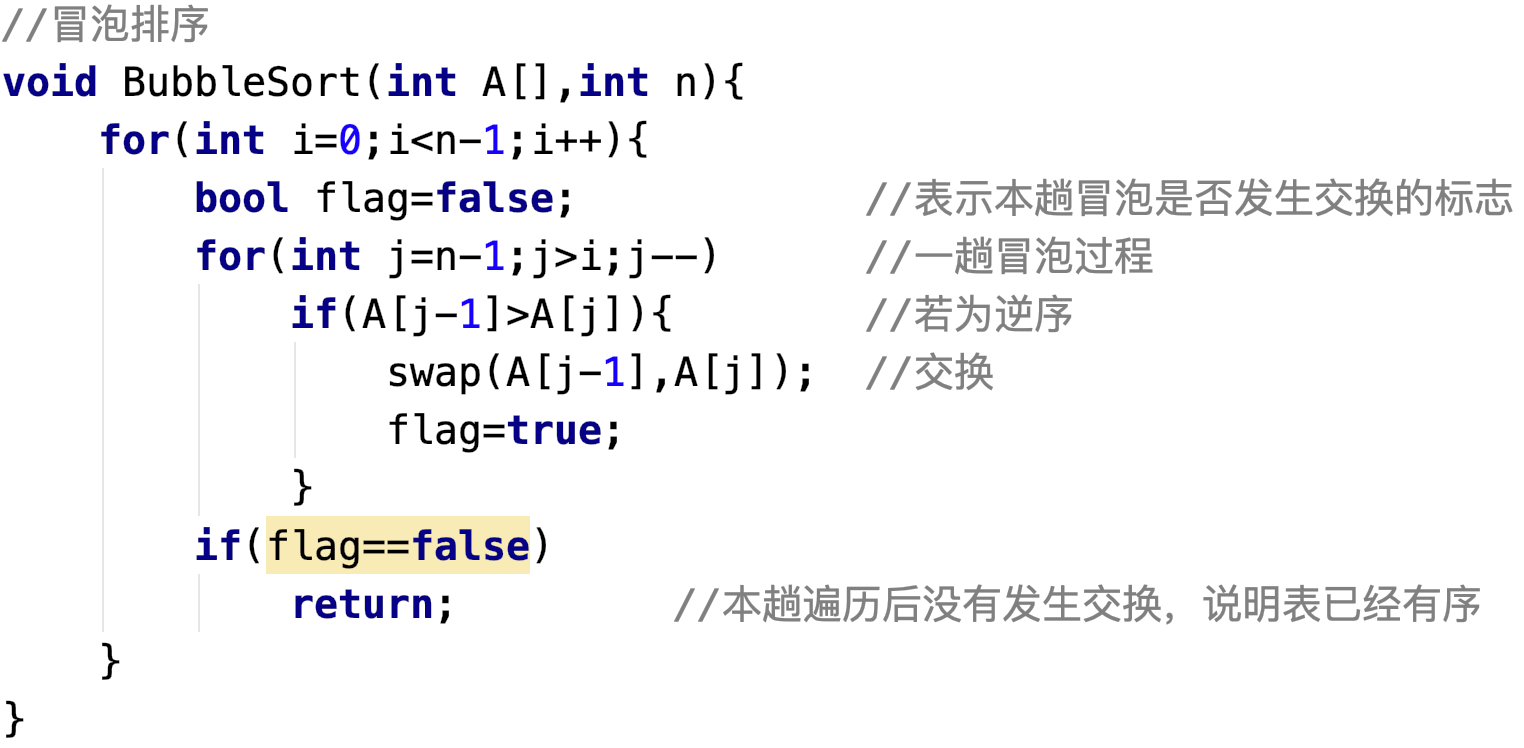 //冒泡排序
void BubbleSort(int A[],int n){
for(int i=0;i<n-1;i++){
bool flag=false; //表示本趟冒泡是否发生交换的标志
for(int j=n-1;j>i;j--) //一趟冒泡过程
if(A[j-1]>A[j]){ //若为逆序
swap(A[j-1],A[j]); //交换
flag=true;
}
if(flag==false)
return; //本趟遍历后没有发生交换，说明表已经有序
}
}